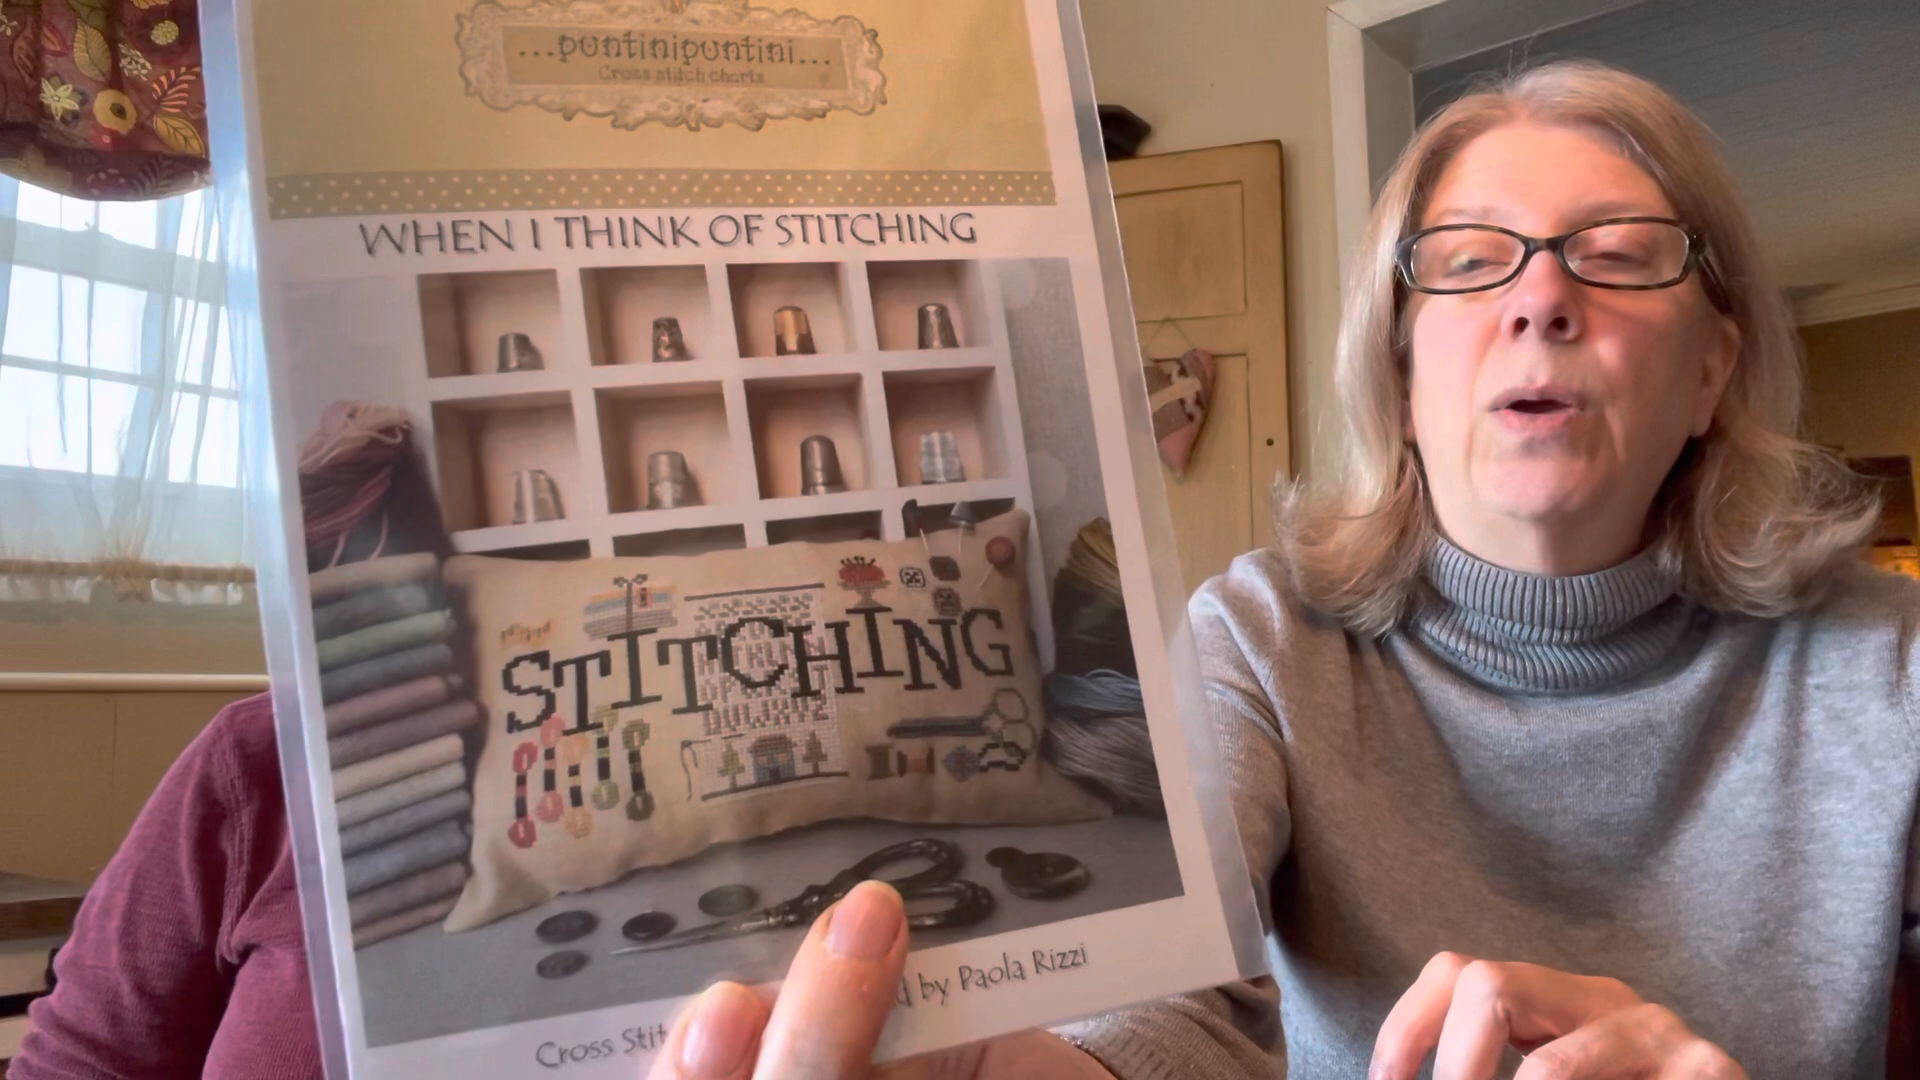 ...puntinipuntini...
Cross stitch charts
WHEN I THINK OF STITCHING
STITCHING
Cross Stit
d by Paola Rizzi